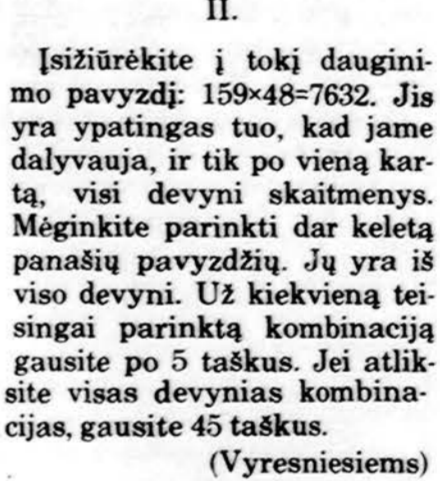 II.
Įsižiūrėkite į tokį daugini-
mo pavyzdį: 159×48=7632. Jis
yra ypatingas tuo, kad jame
dalyvauja, ir tik po vieną kar-
tą, visi devyni skaitmenys.
Mėginkite parinkti dar keletą
panašių pavyzdžių. Jų yra iš
viso devyni. Už kiekvieną tei-
singai parinktą kombinaciją
gausite po 5 taškus. Jei atlik-
site visas devynias kombina-
cijas, gausite 45 taškus.
(Vyresniesiems)